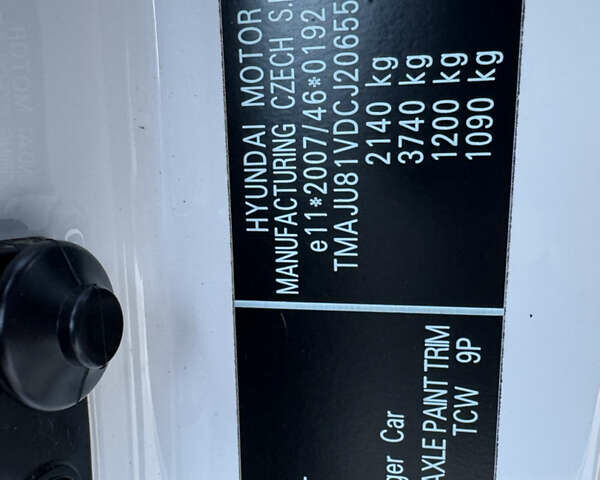 HYUNDAI MOTOR
MANUFACTURING CZECH S.
e11*2007/46*0192
TMAJU81VDCJ20655
2140 kg
3740 kg
1200 kg
1090 kg
ger Car
AXLE PAINT TRIM
TCW 9P